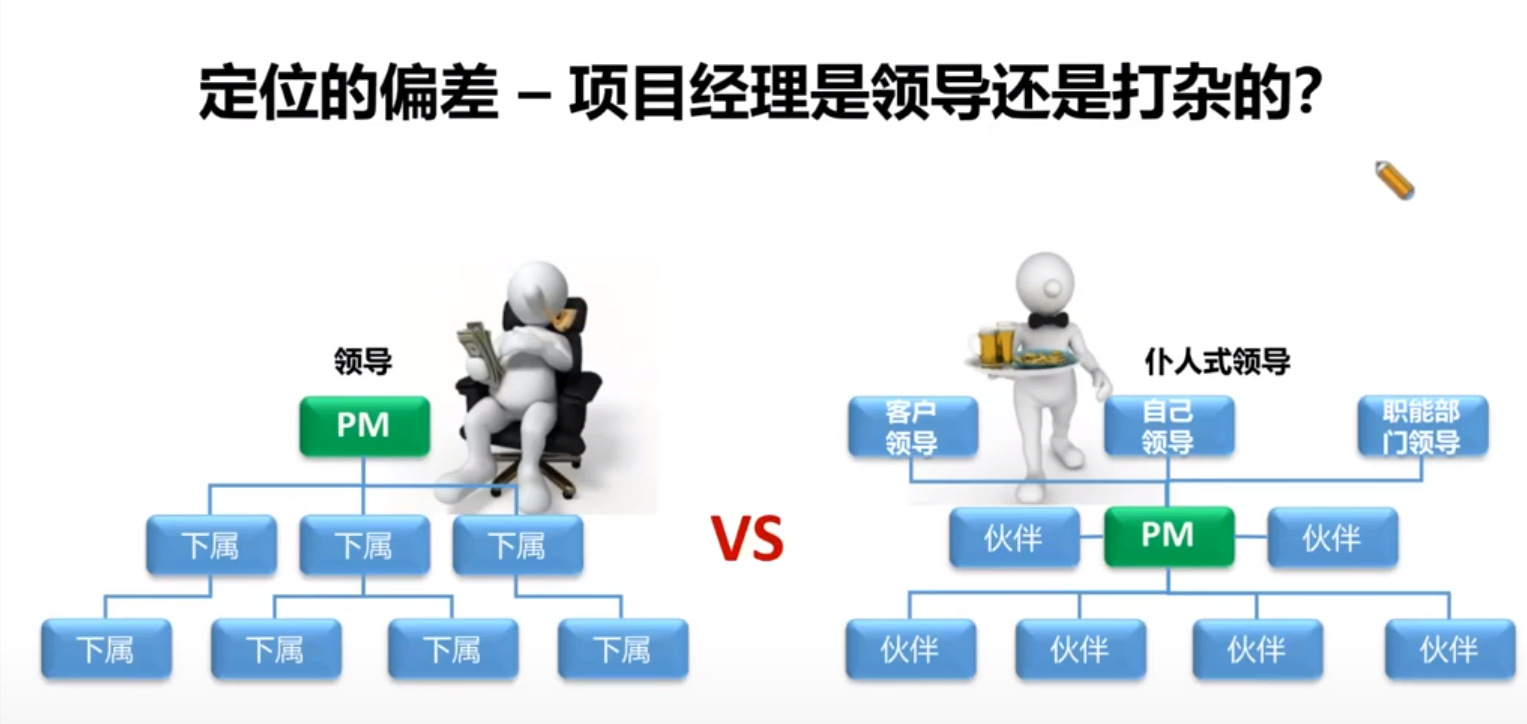 定位的偏差 – 项目经理是领导还是打杂的?
领导
PM
下属
下属
下属
下属
下属
下属
下属
VS
仆人式领导
客户
领导
自己
领导
职能部
门领导
伙伴
PM
伙伴
伙伴
伙伴
伙伴
伙伴